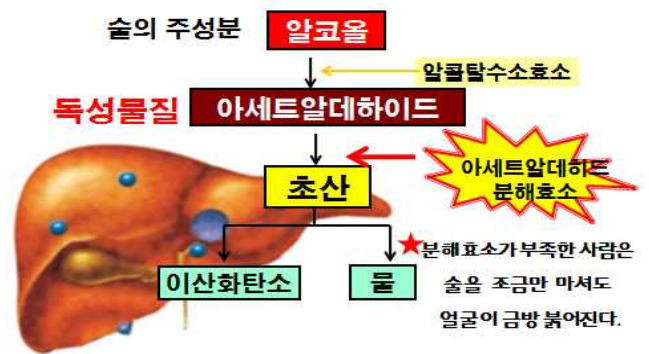 술의 주성분 알코올
알콜탈수소효소
독성물질 아세트알데하이드
아세트알데히드
분해효소
초산
이산화탄소 물
★분해효소가 부족한 사람은
술을 조금만 마셔도
얼굴이 금방 붉어진다.